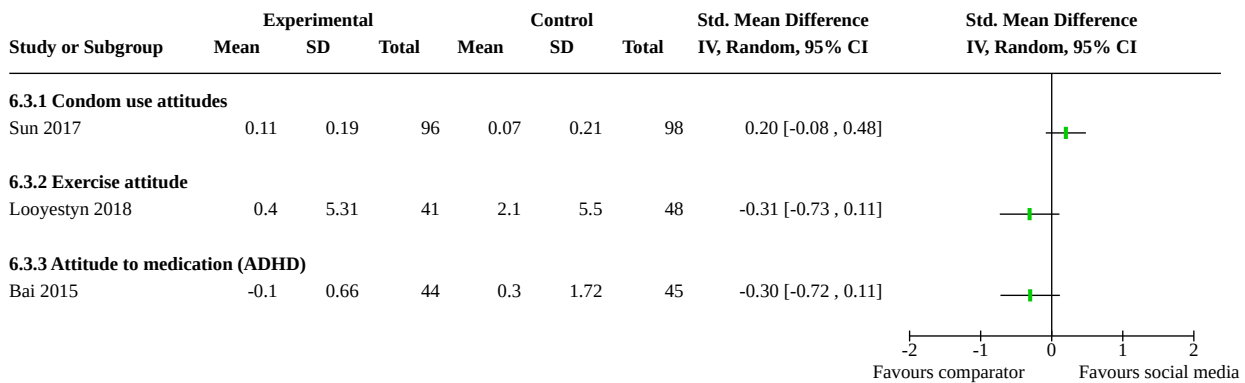 Experimental Control Std. Mean Difference Std. Mean Difference
Study or Subgroup Mean SD Total Mean SD Total IV, Random, 95% CI IV, Random, 95% CI
6.3.1 Condom use attitudes
Sun 2017 0.11 0.19 96 0.07 0.21 98 0.20 [-0.08 , 0.48]
6.3.2 Exercise attitude
Looyestyn 2018 0.4 5.31 41 2.1 5.5 48 -0.31 [-0.73 , 0.11]
6.3.3 Attitude to medication (ADHD)
Bai 2015 -0.1 0.66 44 0.3 1.72 45 -0.30 [-0.72 , 0.11]
-2 -1 0 1 2
Favours comparator Favours social media